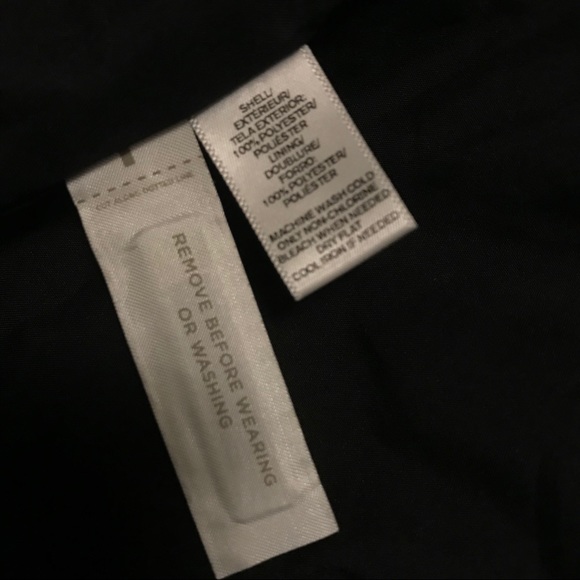 CUT ALONG DOTTED LINE
REMOVE BEFORE WEARING
OR WASHING
SHELL/
EXTERIEUR/
TELA EXTERIOR:
100% POLYESTER/
POLIESTER
LINING/
DOUBLURE/
FORRO:
100% POLYESTER/
POLIESTER
MACHINE WASH COLD
ONLY NON-CHLORINE
BLEACH WHEN NEEDED
DRY FLAT
COOL IRON IF NEEDED